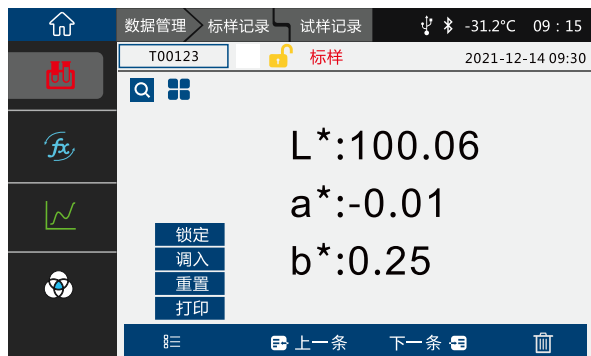 数据管理 标样记录 试样记录 -31.2°C 09 : 15
T00123 标样 2021-12-14 09:30
L*:100.06
a*:-0.01
b*:0.25
锁定
调入
重置
打印
上一条 下一条